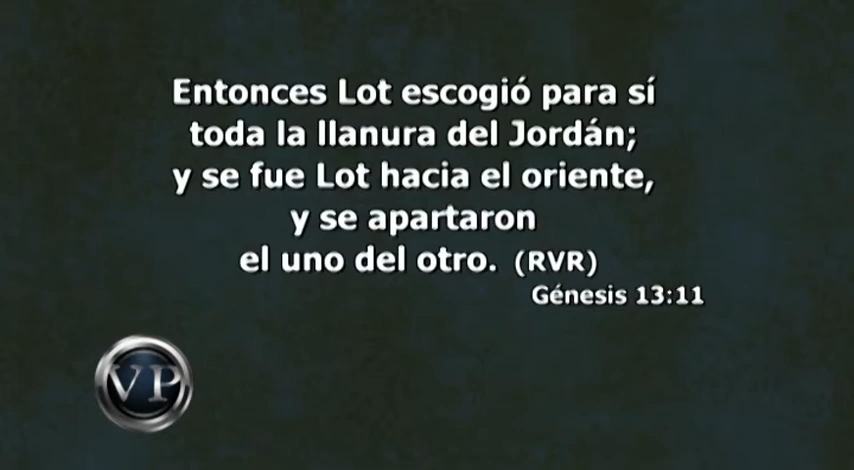 Entonces Lot escogió para sí
toda la llanura del Jordán;
y se fue Lot hacia el oriente,
y se apartaron
el uno del otro. (RVR)
Génesis 13:11
VP